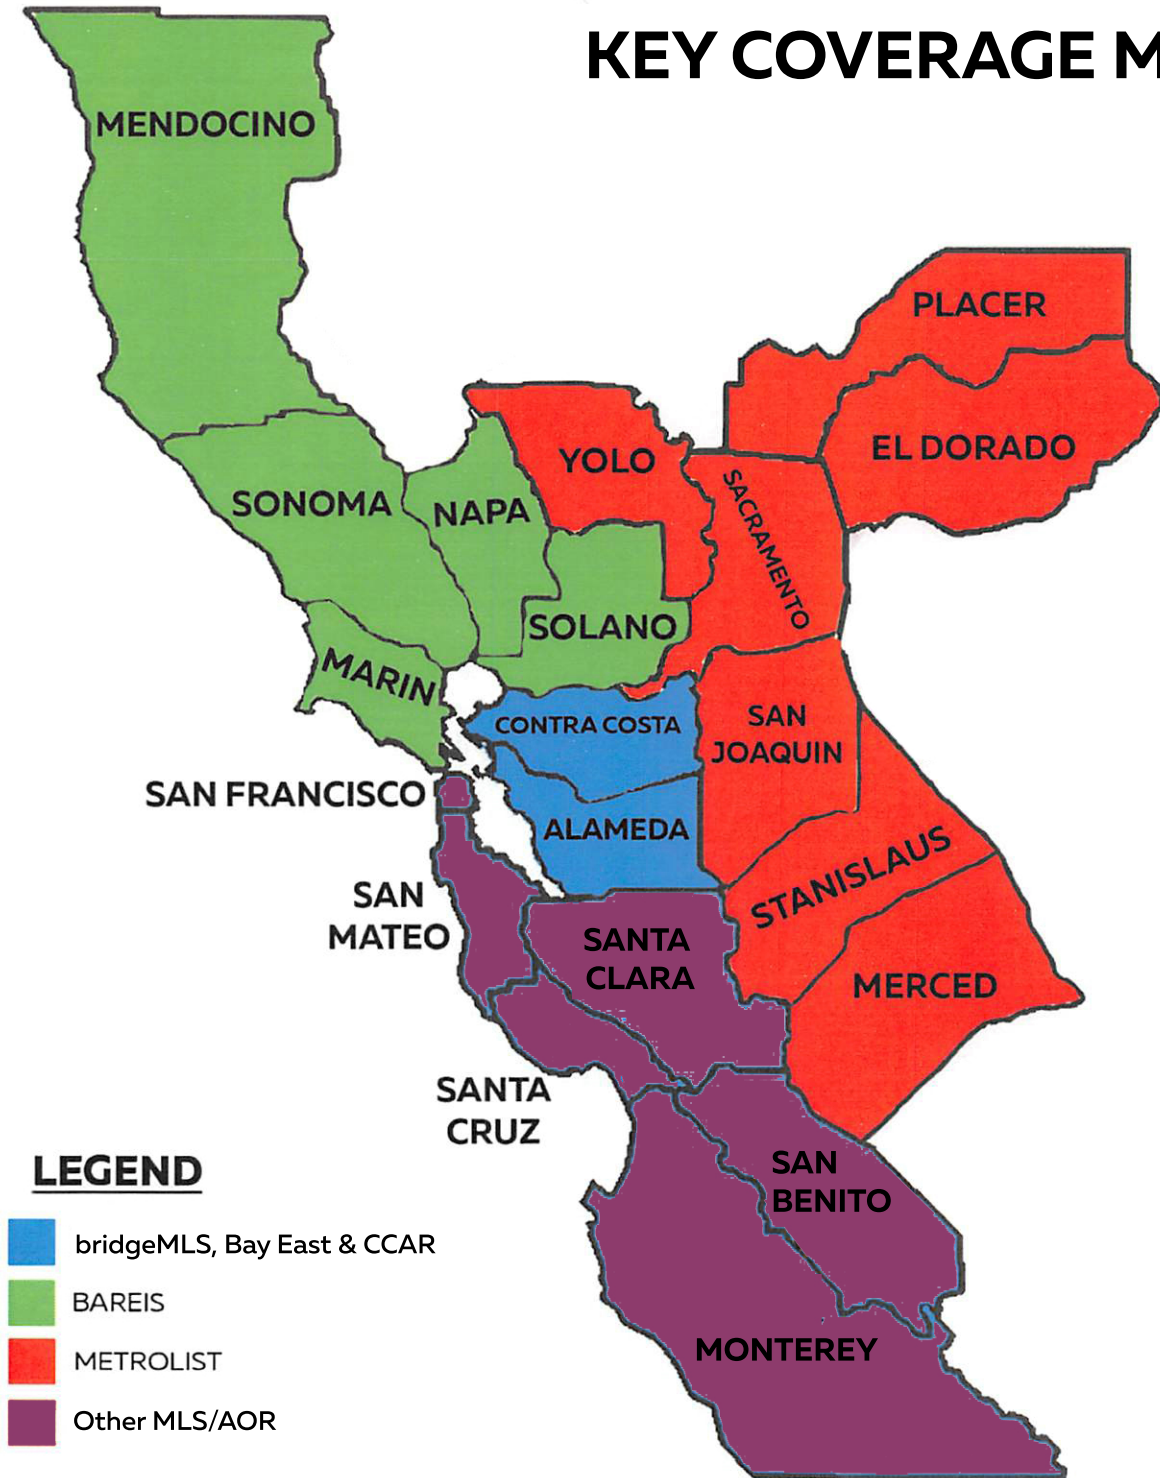 KEY COVERAGE M
MENDOCINO
PLACER
EL DORADO
YOLO
SACRAMENTO
SONOMA
NAPA
SOLANO
MARIN
CONTRA COSTA
SAN
JOAQUIN
SAN FRANCISCO
ALAMEDA
STANISLAUS
SAN
MATEO
SANTA
CLARA
MERCED
SANTA
CRUZ
SAN
BENITO
MONTEREY
LEGEND
bridgeMLS, Bay East & CCAR
BAREIS
METROLIST
Other MLS/AOR